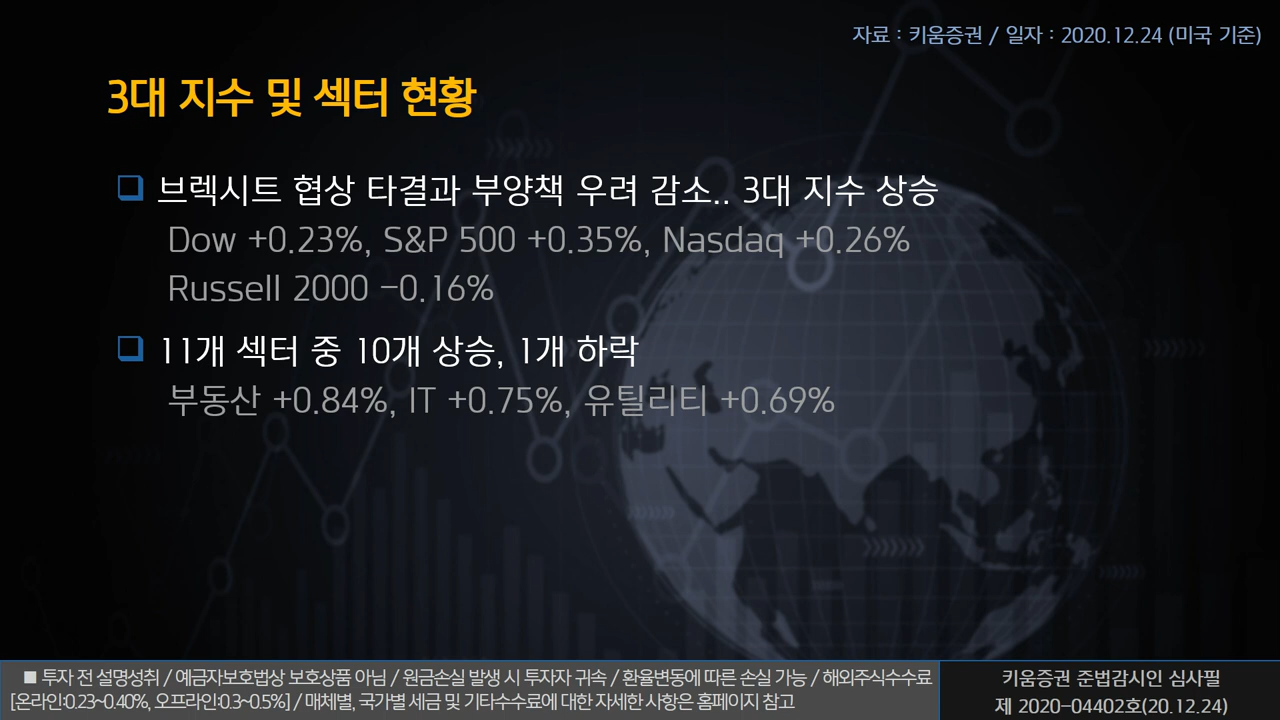 자료 : 키움증권 / 일자 : 2020.12.24 (미국 기준)
3대 지수 및 섹터 현황
❏ 브렉시트 협상 타결과 부양책 우려 감소.. 3대 지수 상승
Dow +0.23%, S&P 500 +0.35%, Nasdaq +0.26%
Russell 2000 −0.16%
❏ 11개 섹터 중 10개 상승, 1개 하락
부동산 +0.84%, IT +0.75%, 유틸리티 +0.69%
■ 투자 전 설명성취 / 예금자보호법상 보호상품 아님 / 원금손실 발생 시 투자자 귀속 / 환율변동에 따른 손실 가능 / 해외주식수수료
[온라인:0.23~0.40%, 오프라인:0.3~0.5%] / 매체별, 국가별 세금 및 기타수수료에 대한 자세한 사항은 홈페이지 참고
키움증권 준법감시인 심사필
제 2020-04402호(20.12.24)